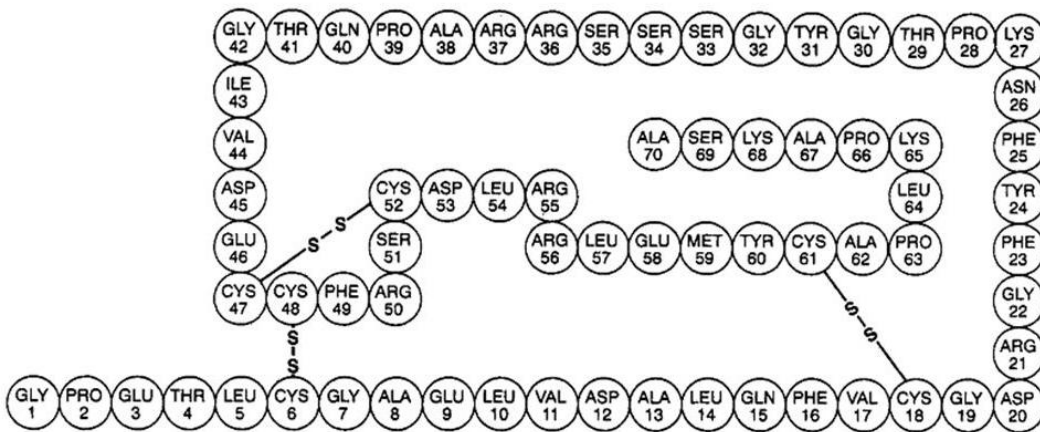 GLY 42 THR 41 GLN 40 PRO 39 ALA 38 ARG 37 ARG 36 SER 35 SER 34 SER 33 GLY 32 TYR 31 GLY 30 THR 29 PRO 28 LYS 27
ILE 43 ASN 26
VAL 44 ALA 70 SER 69 LYS 68 ALA 67 PRO 66 LYS 65 PHE 25
ASP 45 CYS 52 ASP 53 LEU 54 ARG 55 LEU 64 TYR 24
S
S
GLU 46 SER 51 ARG 56 LEU 57 GLU 58 MET 59 TYR 60 CYS 61 ALA 62 PRO 63 PHE 23
CYS 47 CYS 48 PHE 49 ARG 50 GLY 22
S
S
S
S
ARG 21
GLY 1 PRO 2 GLU 3 THR 4 LEU 5 CYS 6 GLY 7 ALA 8 GLU 9 LEU 10 VAL 11 ASP 12 ALA 13 LEU 14 GLN 15 PHE 16 VAL 17 CYS 18 GLY 19 ASP 20